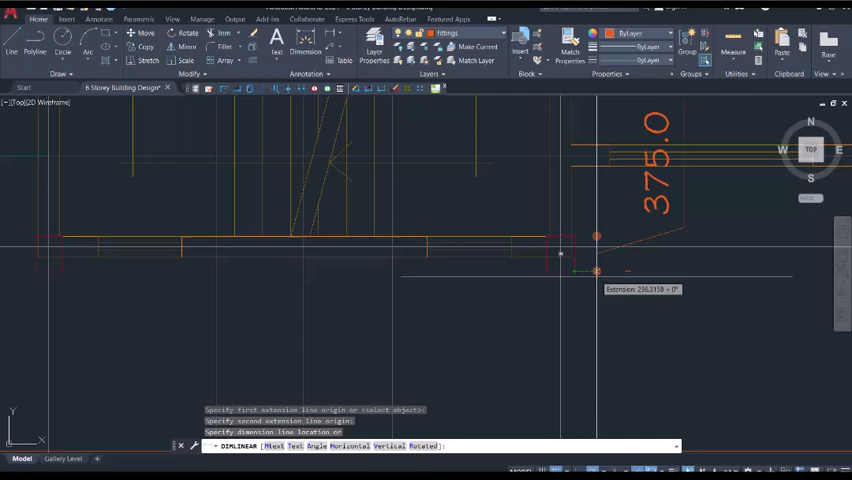 Home Insert Annotate Parametric View Manage Output Add-ins Collaborate Express Tools AutoRebar Featured Apps
Line Polyline Circle Arc
Move Rotate Trim
Copy Mirror Fillet
Stretch Scale Array
Text Dimension
Table
Layer Properties
fittings
Make Current
Match Layer
Insert
Match Properties
ByLayer
ByLayer
ByLayer
Group
Measure
Paste
Base
Draw Modify Annotation Layers Block Properties Groups Utilities Clipboard View
Start 6 Storey Building Design*
[−][Top][2D Wireframe]
N
W TOP E
S
375.0
Extension: 236.3158 < 0°
Specify first extension line origin or <select object>:
Specify second extension line origin:
Specify dimension line location or
DIMLINEAR [Mtext Text Angle Horizontal Vertical Rotated]:
Y
X
Model Gallery Level +
MODEL